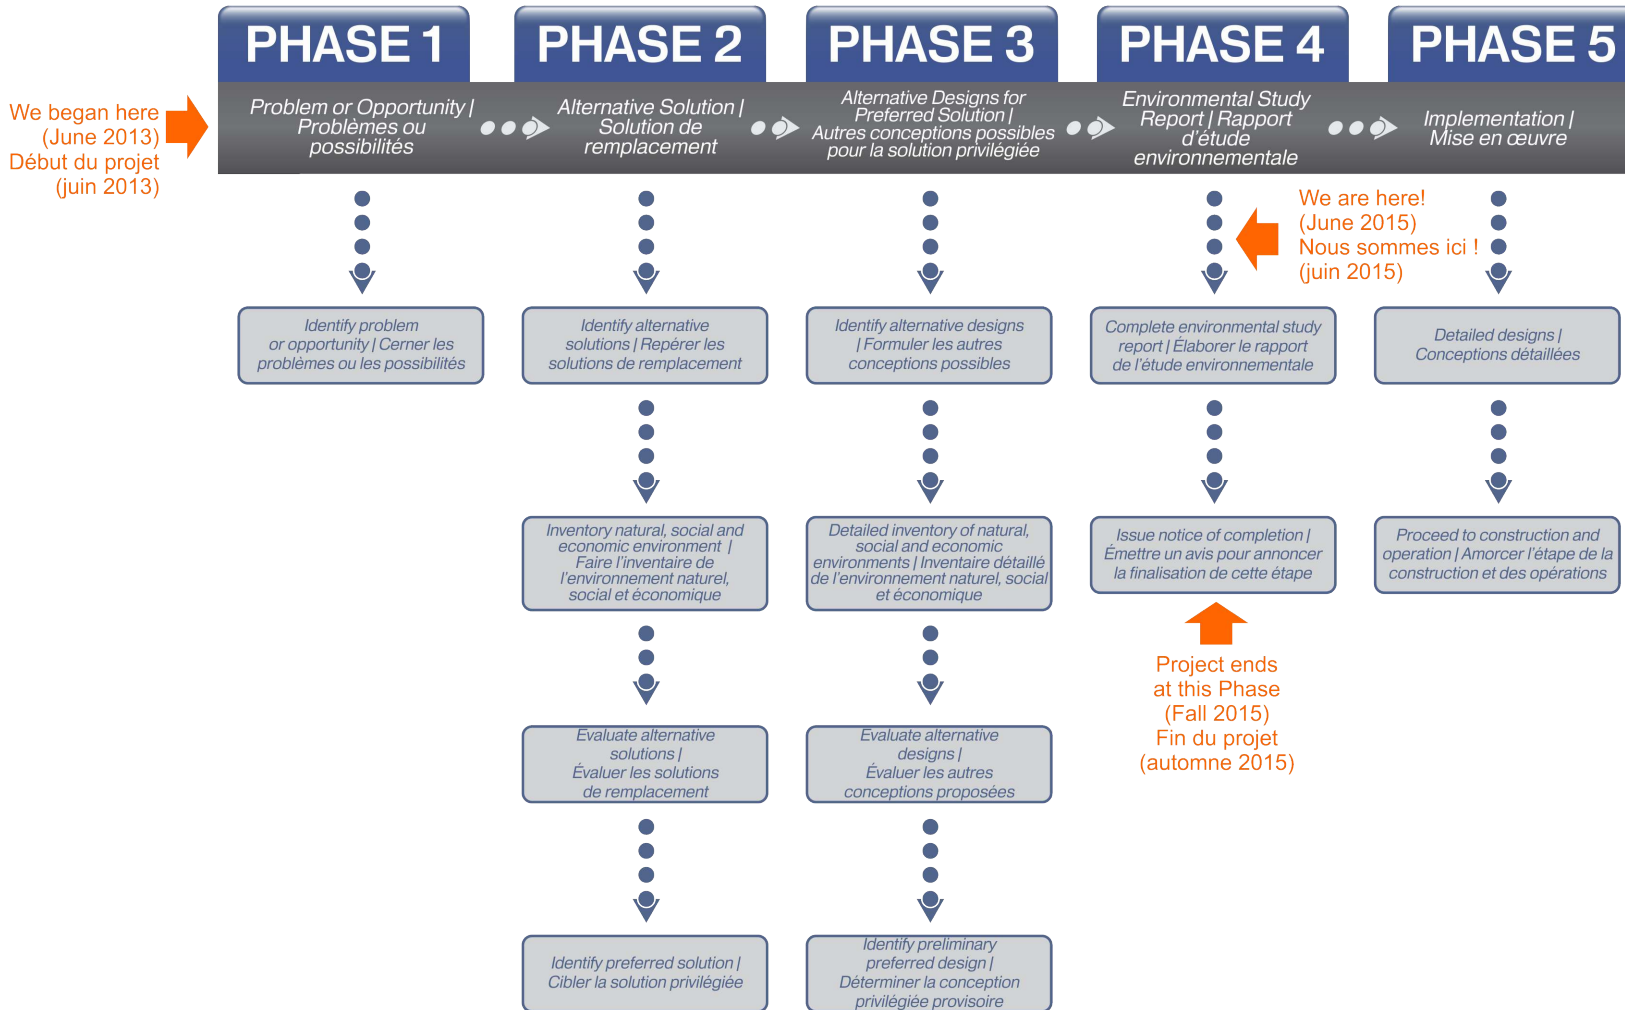 PHASE 1
PHASE 2
PHASE 3
PHASE 4
PHASE 5
We began here
(June 2013)
Début du projet
(juin 2013)
Problem or Opportunity |
Problèmes ou
possibilités
Alternative Solution |
Solution de
remplacement
Alternative Designs for
Preferred Solution |
Autres conceptions possibles
pour la solution privilégiée
Environmental Study
Report | Rapport
d'étude
environnementale
Implementation |
Mise en œuvre
We are here!
(June 2015)
Nous sommes ici !
(juin 2015)
Identify problem
or opportunity | Cerner les
problèmes ou les possibilités
Identify alternative
solutions | Repérer les
solutions de remplacement
Identify alternative designs
| Formuler les autres
conceptions possibles
Complete environmental study
report | Élaborer le rapport
de l'étude environnementale
Detailed designs |
Conceptions détaillées
Inventory natural, social and
economic environment |
Faire l'inventaire de
l'environnement naturel,
social et économique
Detailed inventory of natural,
social and economic
environments | Inventaire détaillé
de l'environnement naturel, social
et économique
Issue notice of completion |
Émettre un avis pour annoncer
la finalisation de cette étape
Proceed to construction and
operation | Amorcer l'étape de la
construction et des opérations
Project ends
at this Phase
(Fall 2015)
Fin du projet
(automne 2015)
Evaluate alternative
solutions |
Évaluer les solutions
de remplacement
Evaluate alternative
designs |
Évaluer les autres
conceptions proposées
Identify preferred solution |
Cibler la solution privilégiée
Identify preliminary
preferred design |
Déterminer la conception
privilégiée provisoire